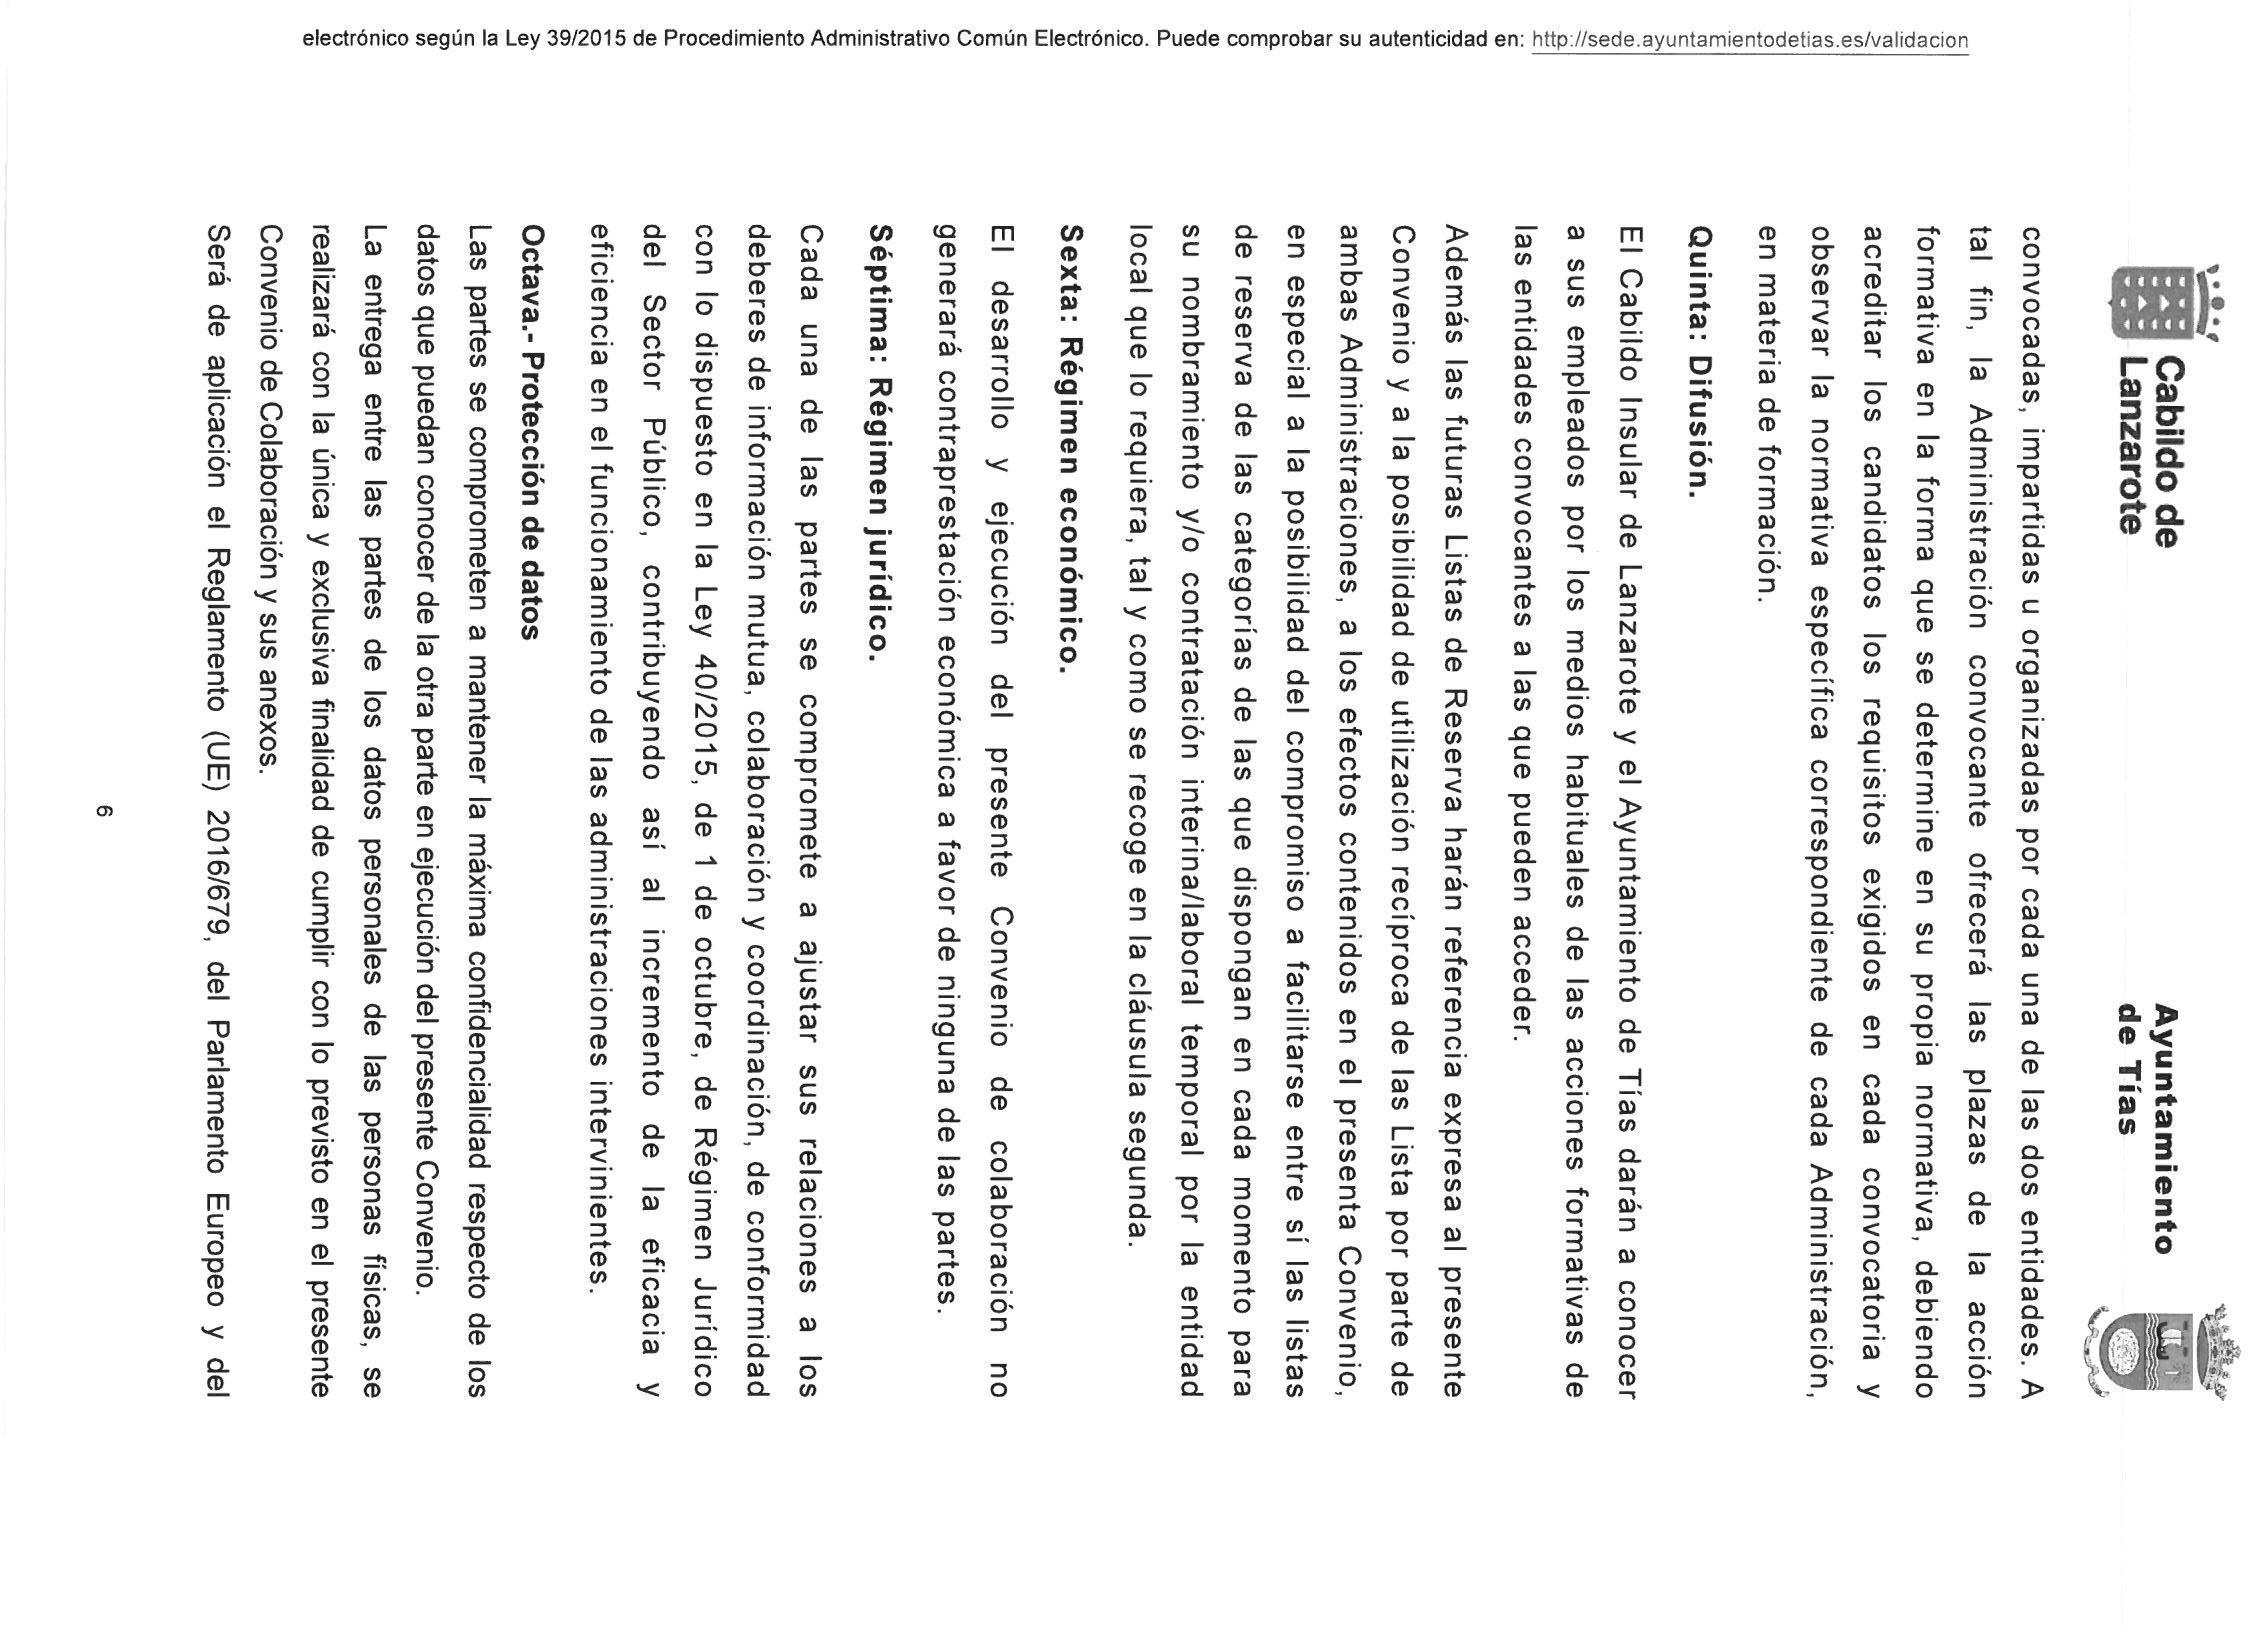 electrónico según la Ley 39/2015 de Procedimiento Administrativo Común Electrónico. Puede comprobar su autenticidad en: http://sede.ayuntamientodetias.es/validacion
Cabildo de
Lanzarote
Ayuntamiento
de Tías
convocadas, impartidas u organizadas por cada una de las dos entidades. A
tal fin, la Administración convocante ofrecerá las plazas de la acción
formativa en la forma que se determine en su propia normativa, debiendo
acreditar los candidatos los requisitos exigidos en cada convocatoria y
observar la normativa específica correspondiente de cada Administración,
en materia de formación.
Quinta: Difusión.
El Cabildo Insular de Lanzarote y el Ayuntamiento de Tías darán a conocer
a sus empleados por los medios habituales de las acciones formativas de
las entidades convocantes a las que pueden acceder.
Además las futuras Listas de Reserva harán referencia expresa al presente
Convenio y a la posibilidad de utilización recíproca de las Lista por parte de
ambas Administraciones, a los efectos contenidos en el presenta Convenio,
en especial a la posibilidad del compromiso a facilitarse entre sí las listas
de reserva de las categorías de las que dispongan en cada momento para
su nombramiento y/o contratación interina/laboral temporal por la entidad
local que lo requiera, tal y como se recoge en la cláusula segunda.
Sexta: Régimen económico.
El desarrollo y ejecución del presente Convenio de colaboración no
generará contraprestación económica a favor de ninguna de las partes.
Séptima: Régimen jurídico.
Cada una de las partes se compromete a ajustar sus relaciones a los
deberes de información mutua, colaboración y coordinación, de conformidad
con lo dispuesto en la Ley 40/2015, de 1 de octubre, de Régimen Jurídico
del Sector Público, contribuyendo así al incremento de la eficacia y
eficiencia en el funcionamiento de las administraciones intervinientes.
Octava.- Protección de datos
Las partes se comprometen a mantener la máxima confidencialidad respecto de los
datos que puedan conocer de la otra parte en ejecución del presente Convenio.
La entrega entre las partes de los datos personales de las personas físicas, se
realizará con la única y exclusiva finalidad de cumplir con lo previsto en el presente
Convenio de Colaboración y sus anexos.
Será de aplicación el Reglamento (UE) 2016/679, del Parlamento Europeo y del
6